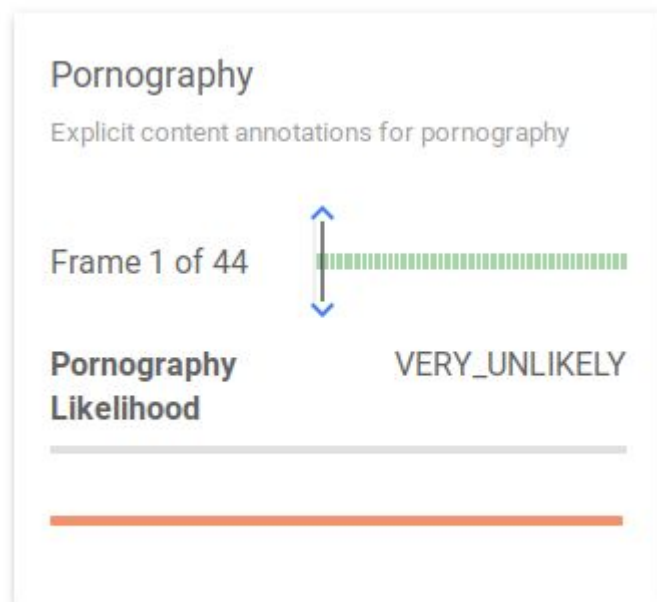 Pornography
Explicit content annotations for pornography
Frame 1 of 44
Pornography VERY_UNLIKELY
Likelihood